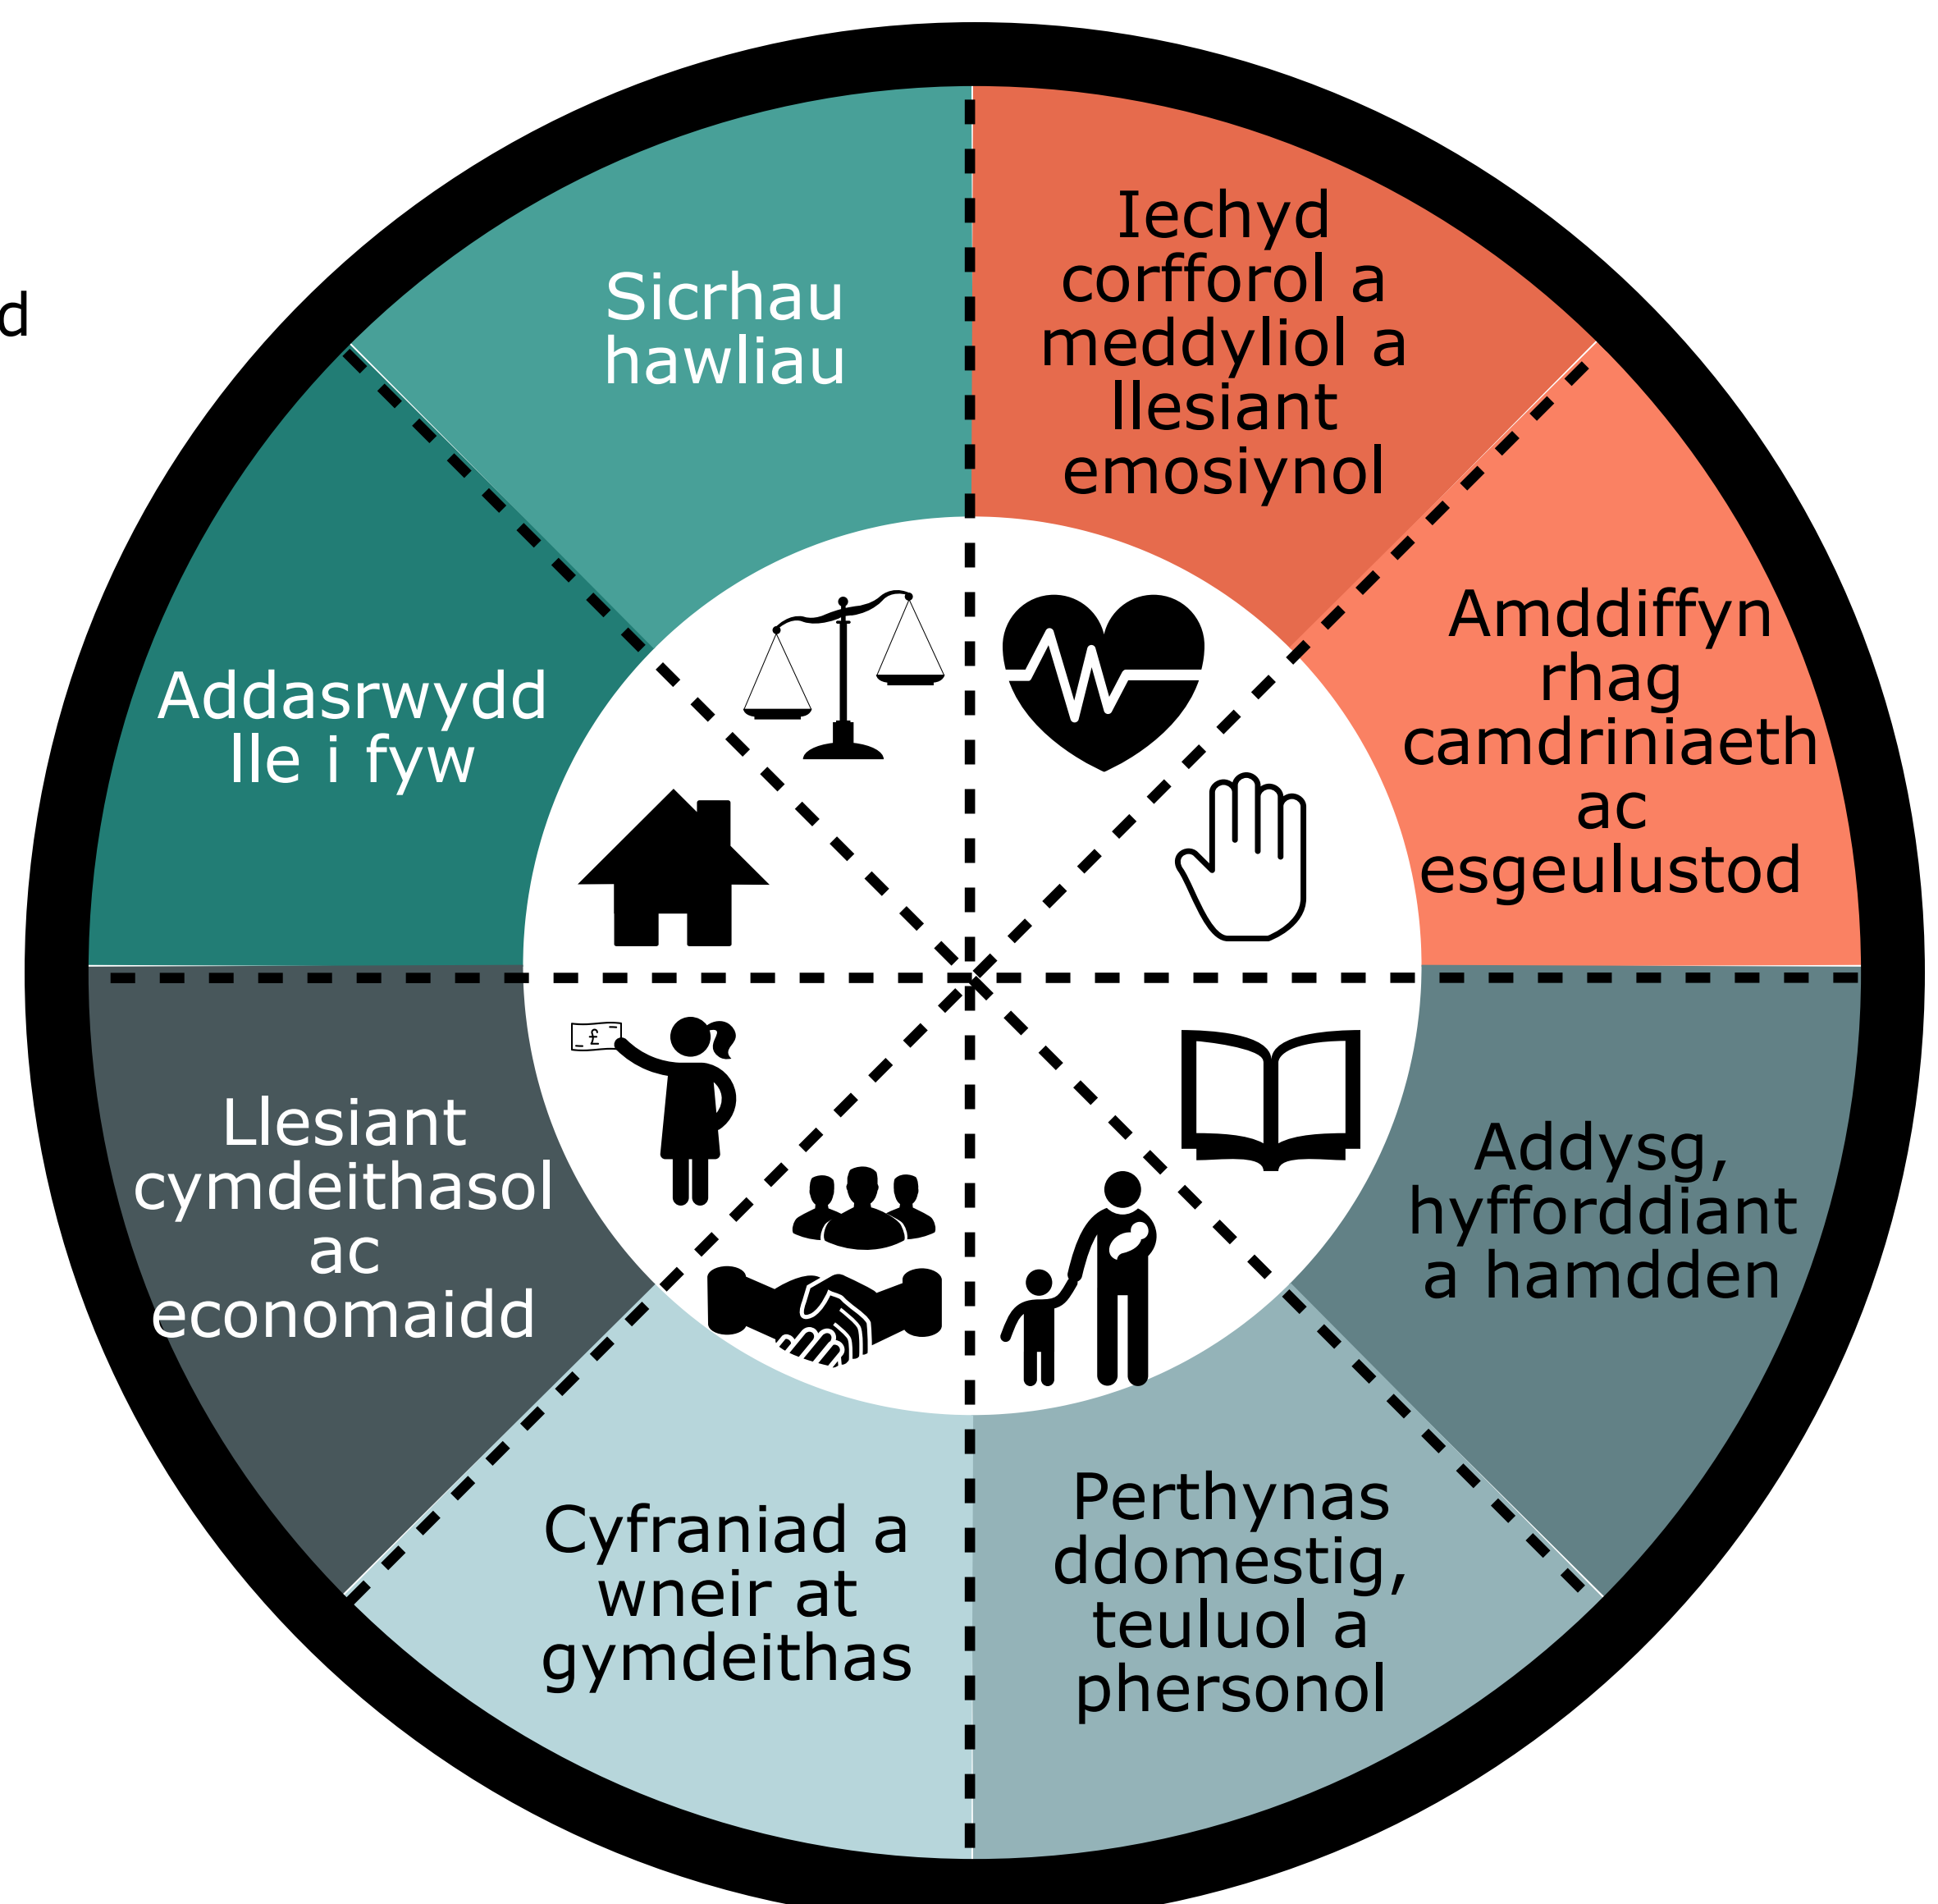 d
Sicrhau
hawliau
Iechyd
corfforol a
meddyliol a
llesiant
emosiynol
Amddiffyn
rhag
camdriniaeth
ac
esgeulustod
Addysg,
hyfforddiant
a hamdden
Perthynas
ddomestig,
teuluol a
phersonol
Cyfraniad a
wneir at
gymdeithas
Llesiant
cymdeithasol
ac
economaidd
£
Addasrwydd
lle i fyw